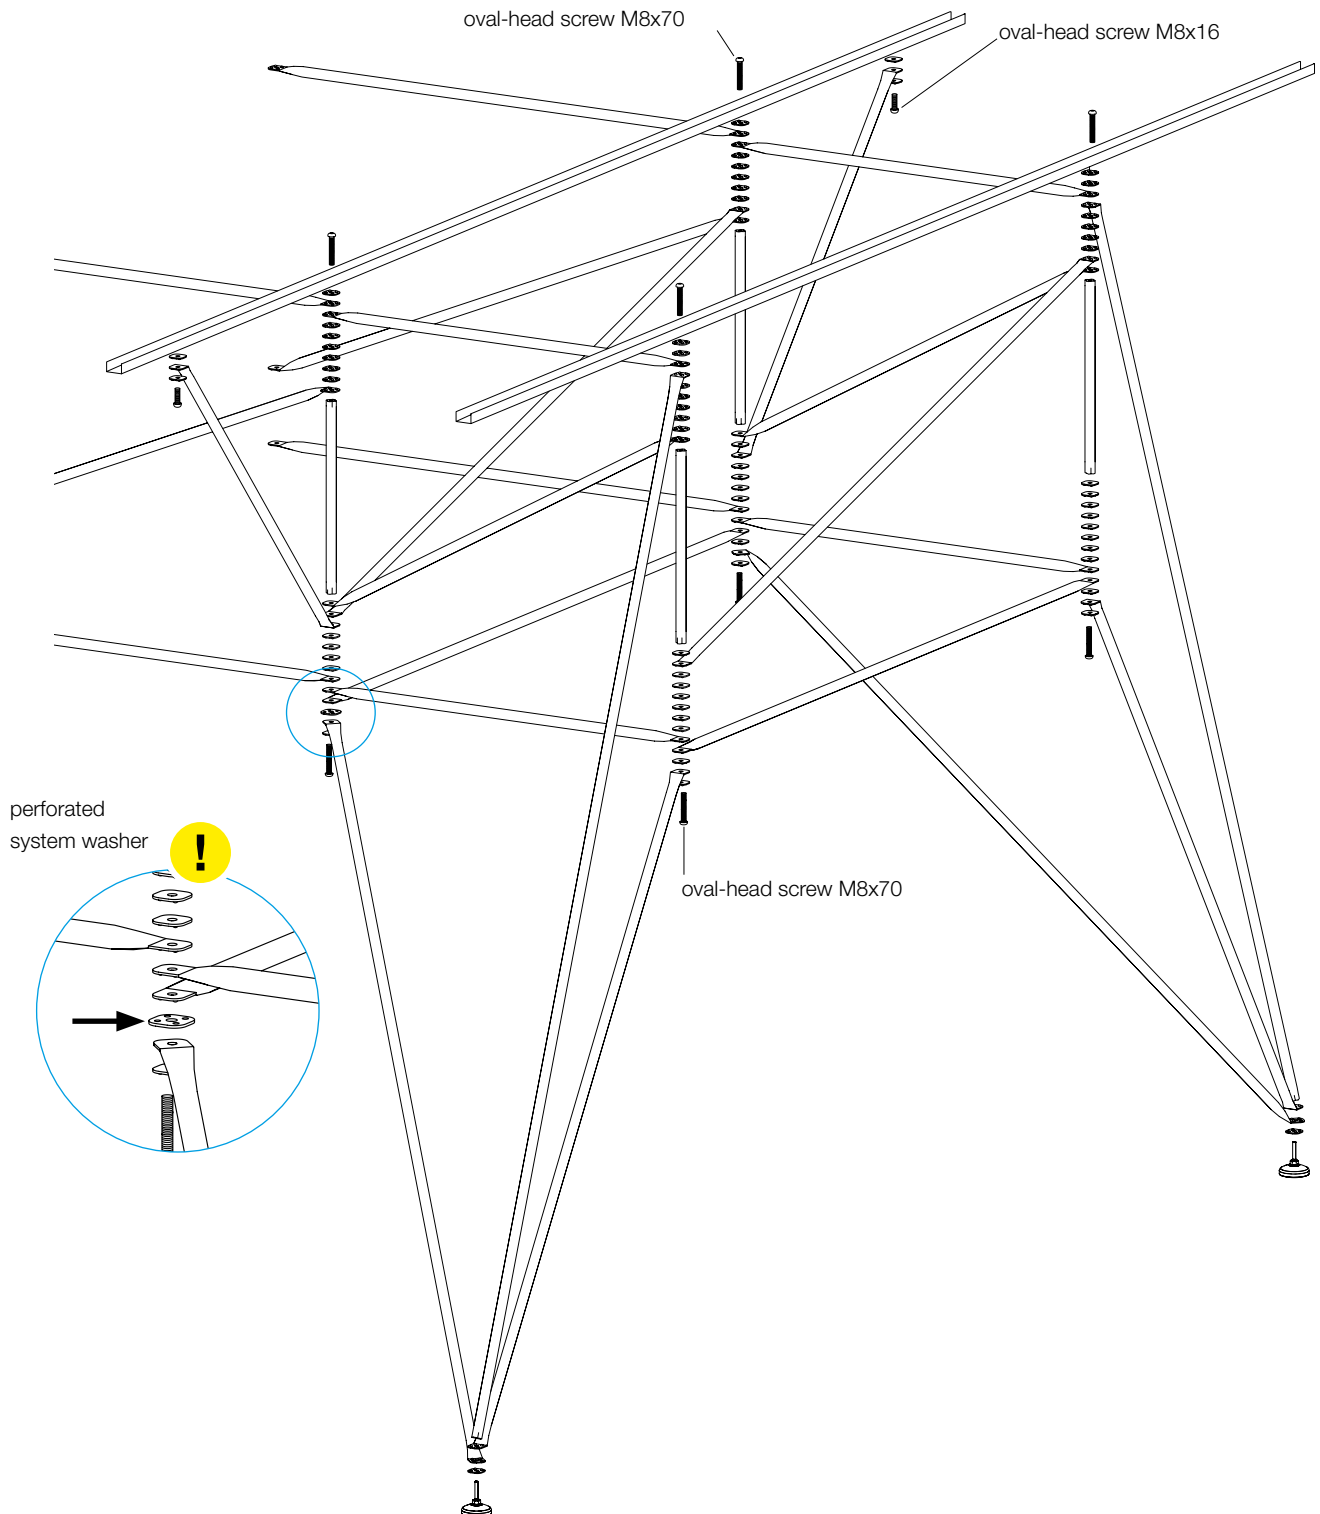 oval-head screw M8x70
oval-head screw M8x16
perforated
system washer
!
oval-head screw M8x70